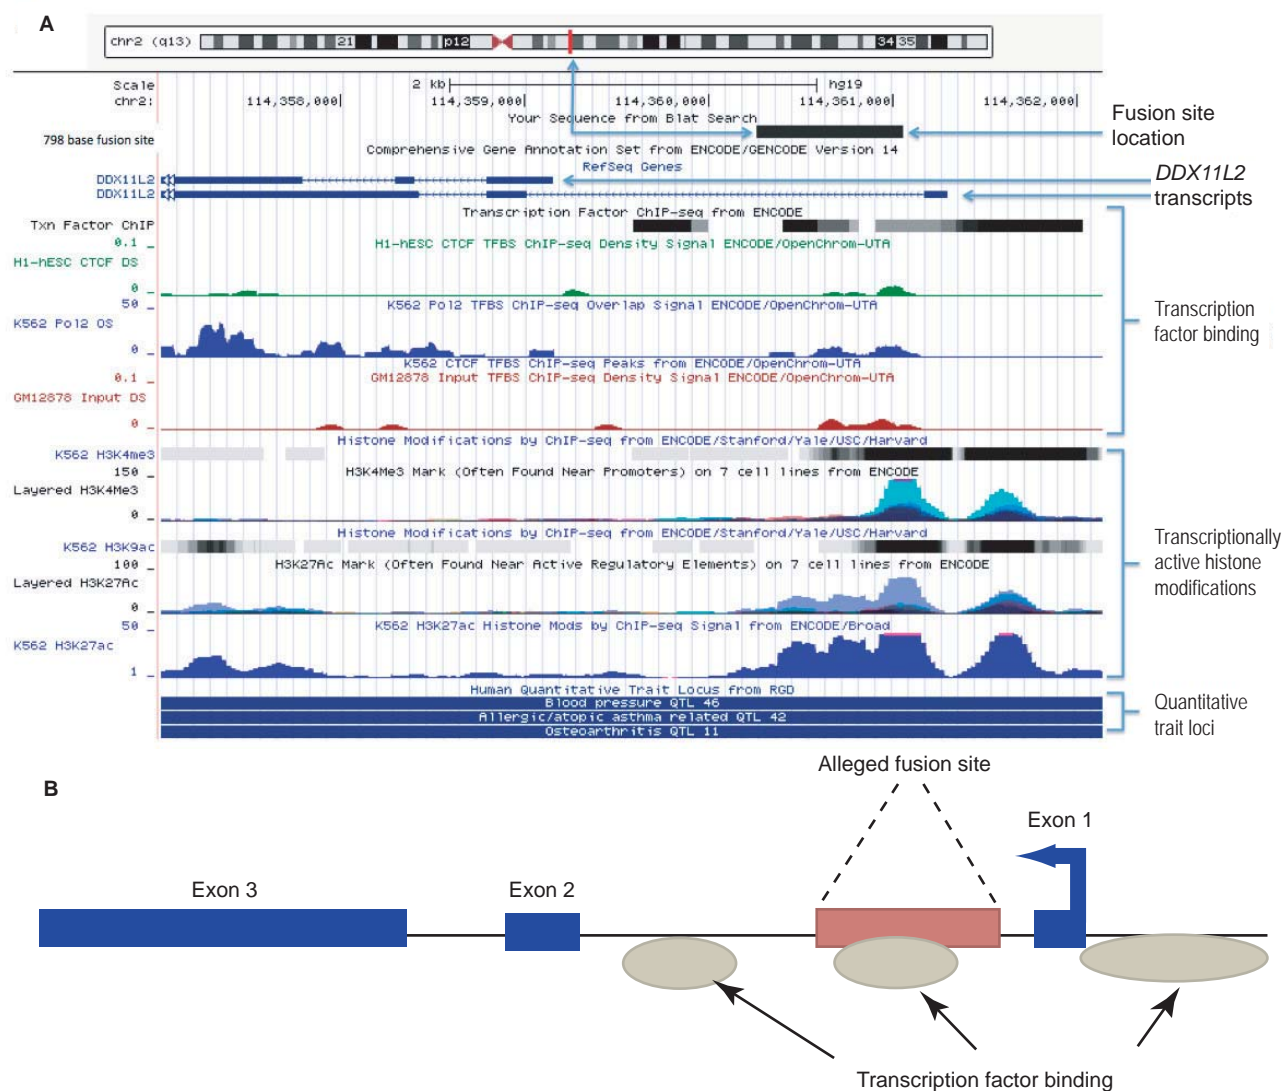 A
chr2 (q13) 21 p12 34 35
Scale 2 kb hg19
chr2: 114,358,000 114,359,000 114,360,000 114,361,000 114,362,000
Your Sequence from Blat Search
798 base fusion site
Fusion site
location
Comprehensive Gene Annotation Set from ENCODE/GENCODE Version 14
RefSeq Genes
DDX11L2
DDX11L2
DDX11L2
transcripts
Transcription Factor ChIP-seq from ENCODE
Txn Factor ChIP
0.1
H1-hESC CTCF TFBS ChIP-seq Density Signal ENCODE/OpenChrom-UTA
H1-hESC CTCF DS
0
50
K562 Pol2 TFBS ChIP-seq Overlap Signal ENCODE/OpenChrom-UTA
K562 Pol2 OS
0
Transcription
factor binding
K562 CTCF TFBS ChIP-seq Peaks from ENCODE/OpenChrom-UTA
0.1
GM12878 Input TFBS ChIP-seq Density Signal ENCODE/OpenChrom-UTA
GM12878 Input DS
0
Histone Modifications by ChIP-seq from ENCODE/Stanford/Yale/USC/Harvard
K562 H3K4me3
150
H3K4Me3 Mark (Often Found Near Promoters) on 7 cell lines from ENCODE
Layered H3K4Me3
0
Histone Modifications by ChIP-seq from ENCODE/Stanford/Yale/USC/Harvard
K562 H3K9ac
100
H3K27Ac Mark (Often Found Near Active Regulatory Elements) on 7 cell lines from ENCODE
Layered H3K27Ac
0
Transcriptionally
active histone
modifications
50
K562 H3K27ac Histone Mods by ChIP-seq Signal from ENCODE/Broad
K562 H3K27ac
1
Human Quantitative Trait Locus from RGD
Blood pressure QTL 46
Allergic/atopic asthma related QTL 42
Osteoarthritis QTL 11
Quantitative
trait loci
B
Alleged fusion site
Exon 1
Exon 3
Exon 2
Transcription factor binding